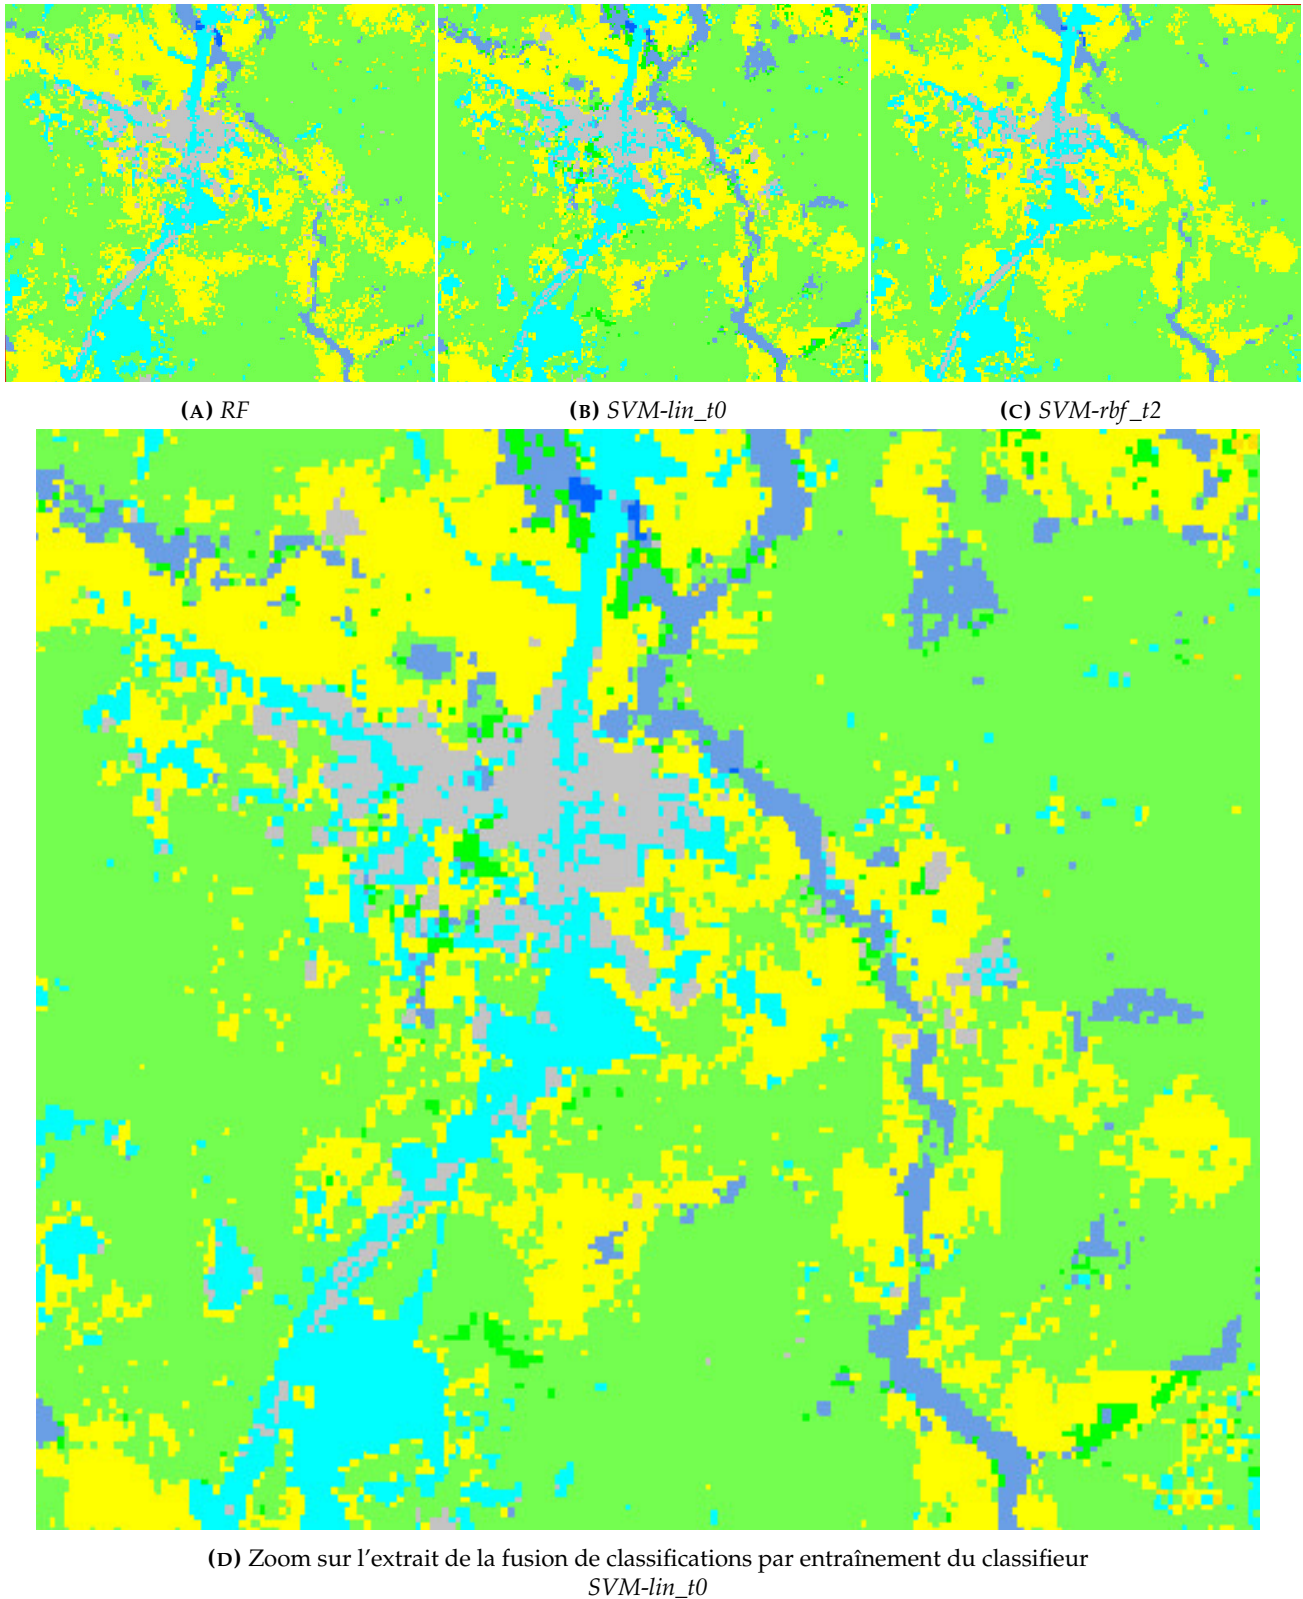 (A) RF
(B) SVM-lin_t0
(C) SVM-rbf_t2
(D) Zoom sur l'extrait de la fusion de classifications par entraînement du classifieur
SVM-lin_t0